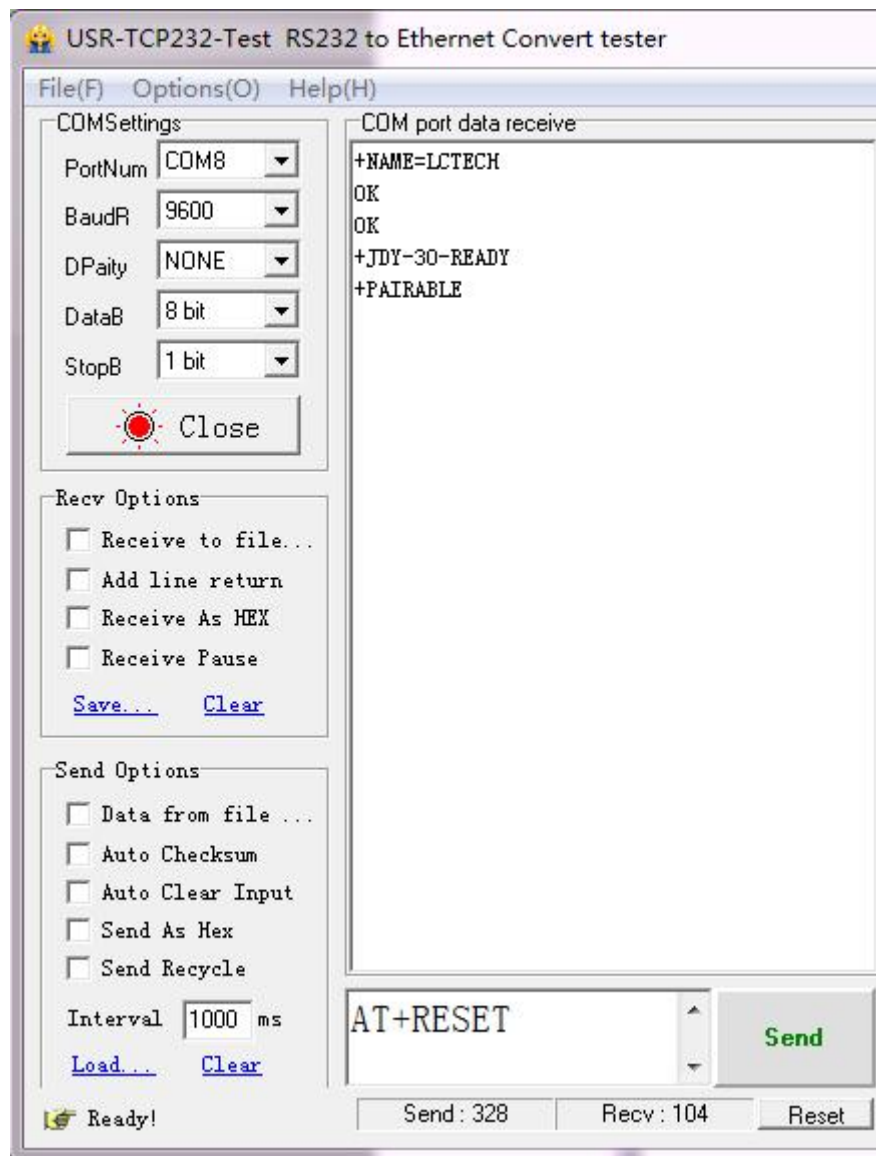 USR-TCP232-Test RS232 to Ethernet Convert tester
File(F) Options(O) Help(H)
COMSettings
PortNum COM8
BaudR 9600
DPaity NONE
DataB 8 bit
StopB 1 bit
Close
Recv Options
Receive to file...
Add line return
Receive As HEX
Receive Pause
Save... Clear
Send Options
Data from file ...
Auto Checksum
Auto Clear Input
Send As Hex
Send Recycle
Interval 1000 ms
Load... Clear
COM port data receive
+NAME=LCTECH
OK
OK
+JDY-30-READY
+PAIRABLE
AT+RESET
Send
Ready!
Send : 328
Recv : 104
Reset